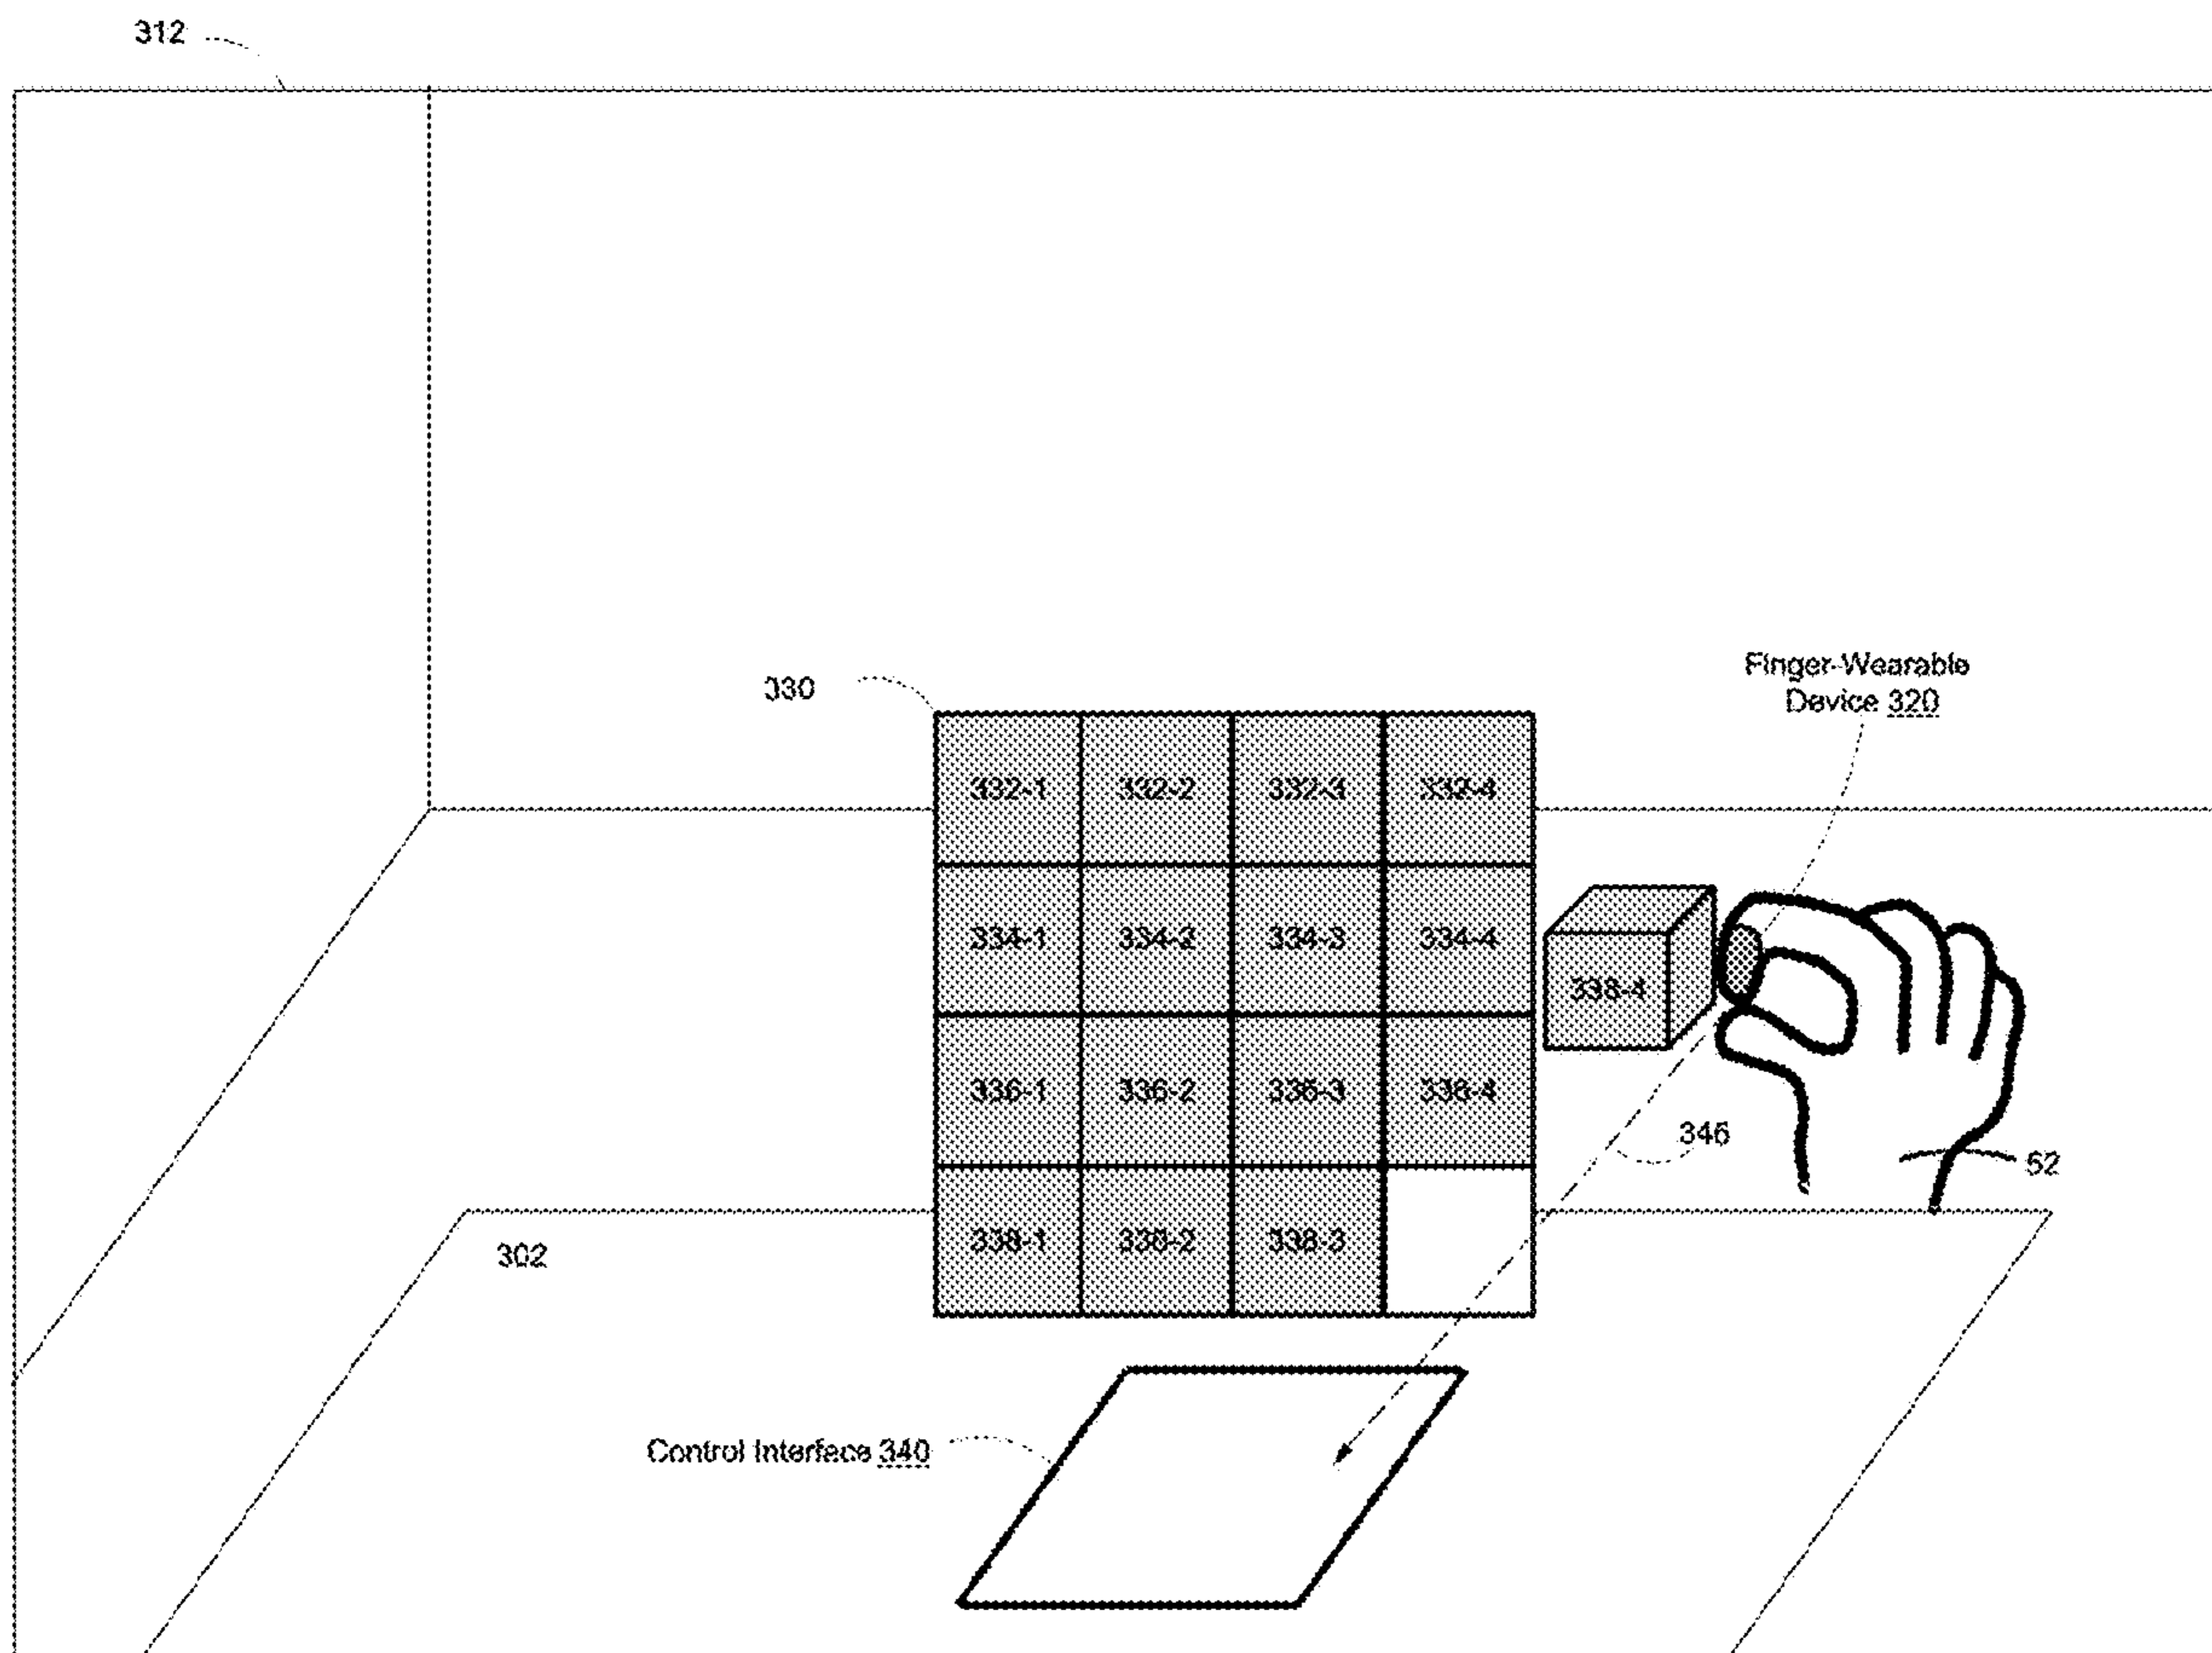 312
Finger-Wearable
Device 320
330
332-1 332-2 332-3 332-4
334-1 334-2 334-3 334-4
338-4
336-1 336-2 336-3 336-4
346
52
338-1 338-2 338-3
302
Control Interface 340